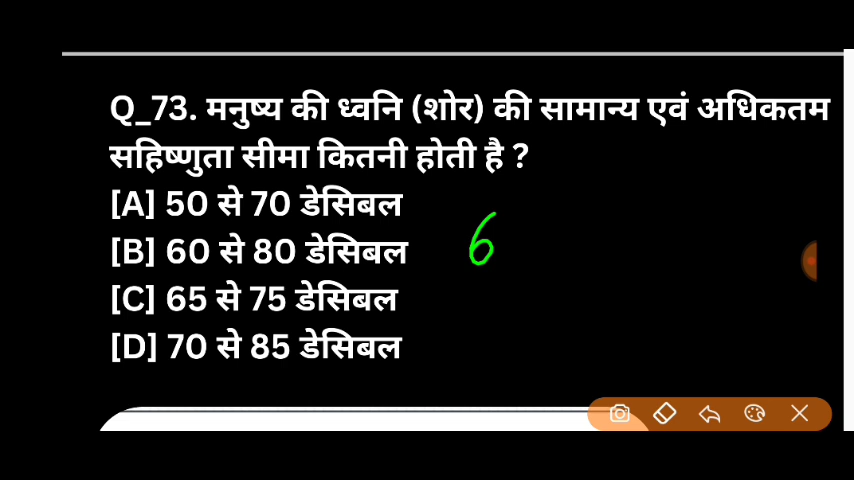 Q_73. मनुष्य की ध्वनि (शोर) की सामान्य एवं अधिकतम
सहिष्णुता सीमा कितनी होती है ?
[A] 50 से 70 डेसिबल
[B] 60 से 80 डेसिबल
6
[C] 65 से 75 डेसिबल
[D] 70 से 85 डेसिबल